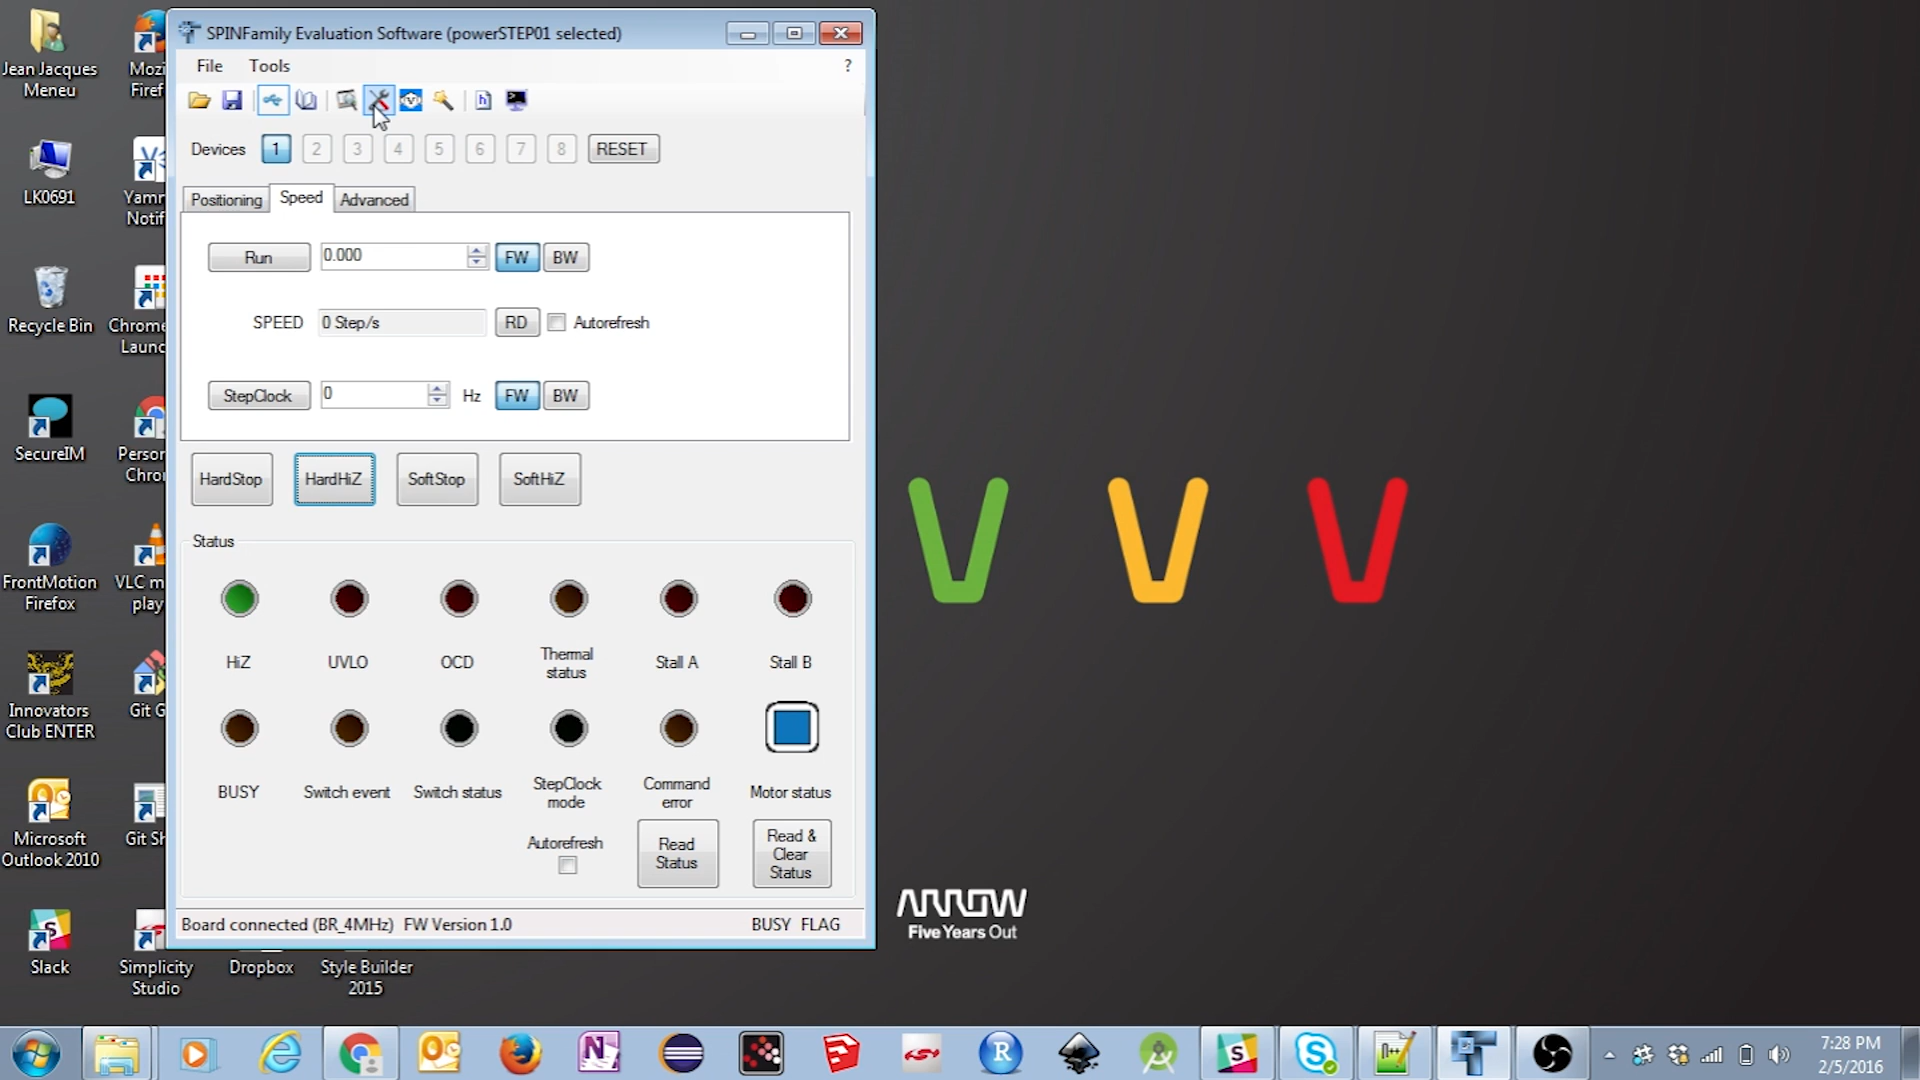 SPINFamily Evaluation Software (powerSTEP01 selected)
File Tools ?
Devices 1 2 3 4 5 6 7 8 RESET
Positioning Speed Advanced
Run 0.000 FW BW
SPEED 0 Step/s RD Autorefresh
StepClock 0 Hz FW BW
HardStop HardHiZ SoftStop SoftHiZ
Status
HiZ UVLO OCD Thermal status Stall A Stall B
BUSY Switch event Switch status StepClock mode Command error Motor status
Autorefresh
Read Status
Read & Clear Status
Board connected (BR_4MHz) FW Version 1.0 BUSY FLAG
Jean Jacques
Meneu
Mozi
Firef
LK0691
Yamm
Notif
Recycle Bin
Chrome
Launc
SecureIM
Person
Chro
FrontMotion
Firefox
VLC m
play
Innovators
Club ENTER
Git G
Microsoft
Outlook 2010
Git Sh
Slack
Simplicity
Studio
Dropbox
Style Builder
2015
ARROW
Five Years Out
7:28 PM
2/5/2016